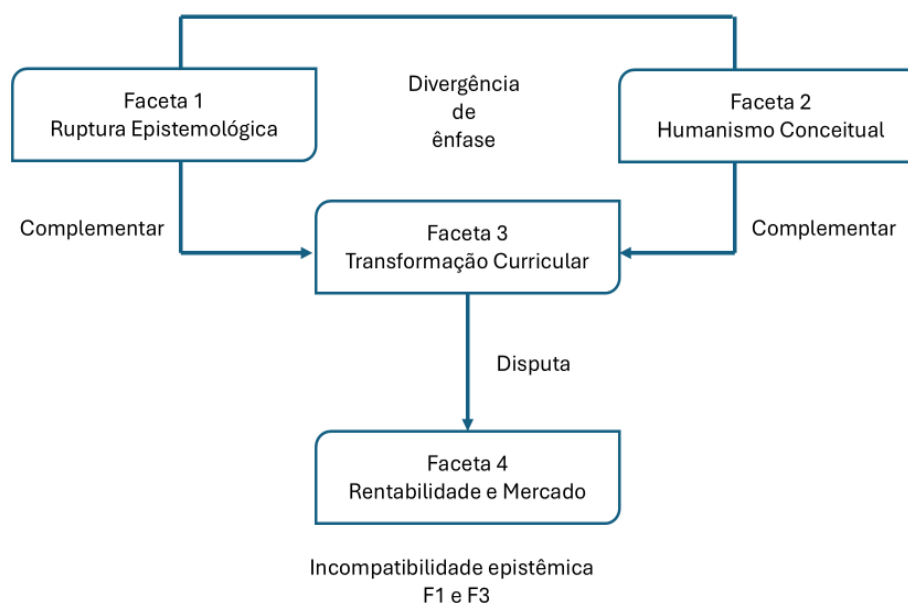 Faceta 1
Ruptura Epistemológica
Divergência
de
ênfase
Faceta 2
Humanismo Conceitual
Complementar
Faceta 3
Transformação Curricular
Complementar
Disputa
Faceta 4
Rentabilidade e Mercado
Incompatibilidade epistêmica
F1 e F3